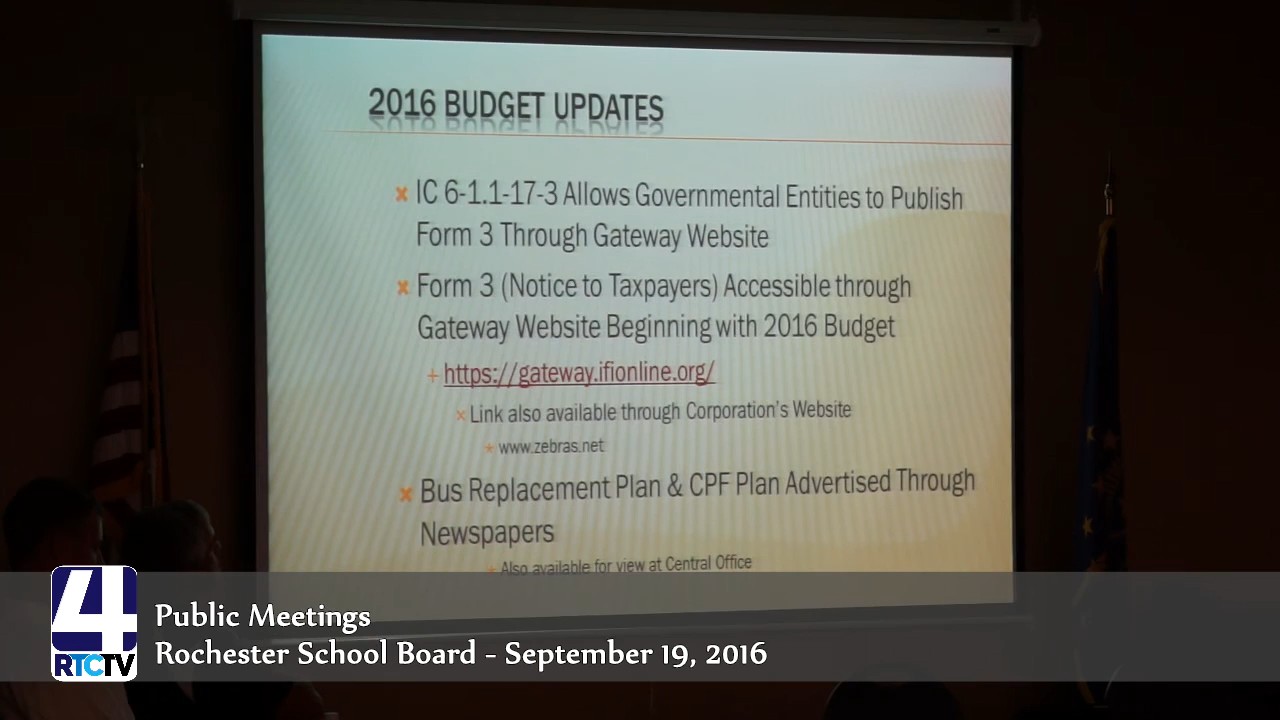 2016 BUDGET UPDATES
IC 6-1.1-17-3 Allows Governmental Entities to Publish
Form 3 Through Gateway Website
Form 3 (Notice to Taxpayers) Accessible through
Gateway Website Beginning with 2016 Budget
https://gateway.ifionline.org/
Link also available through Corporation's Website
www.zebras.net
Bus Replacement Plan & CPF Plan Advertised Through
Newspapers
Also available for view at Central Office
4
RTCTV
Public Meetings
Rochester School Board - September 19, 2016